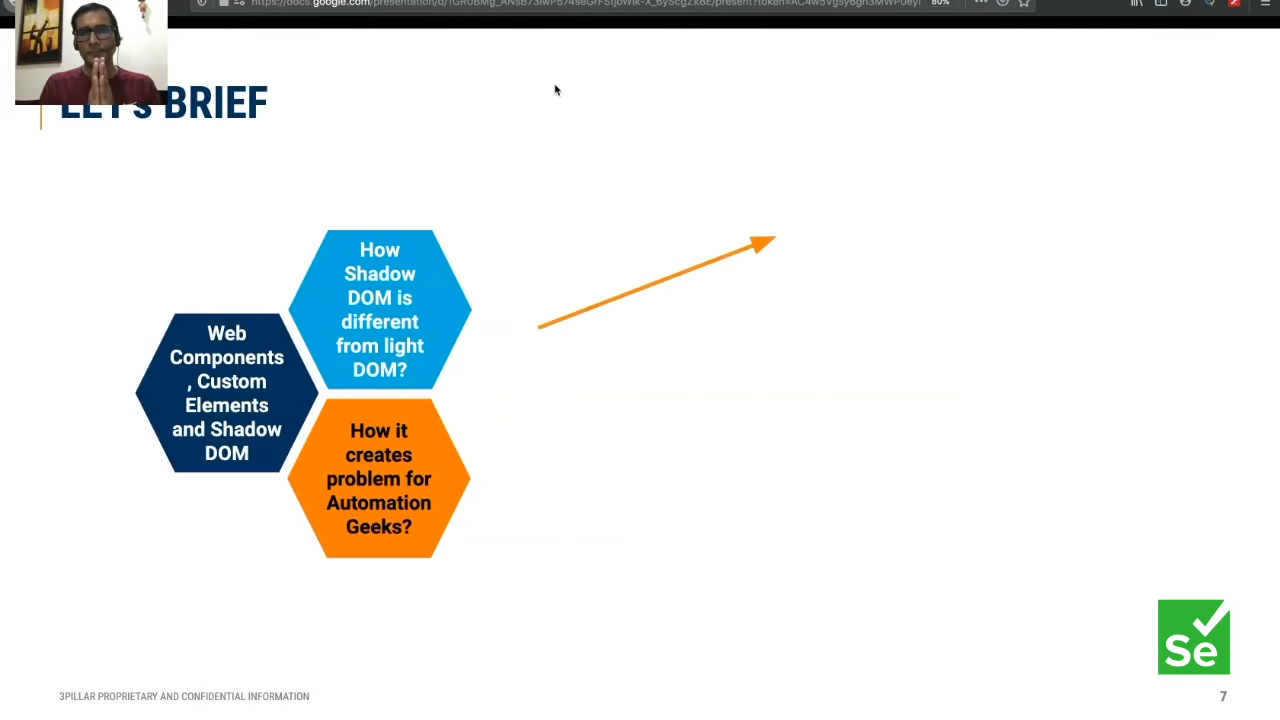 80%
LET's BRIEF
How
Shadow
DOM is
different
from light
DOM?
Web
Components
, Custom
Elements
and Shadow
DOM
How it
creates
problem for
Automation
Geeks?
Se
3PILLAR PROPRIETARY AND CONFIDENTIAL INFORMATION
7